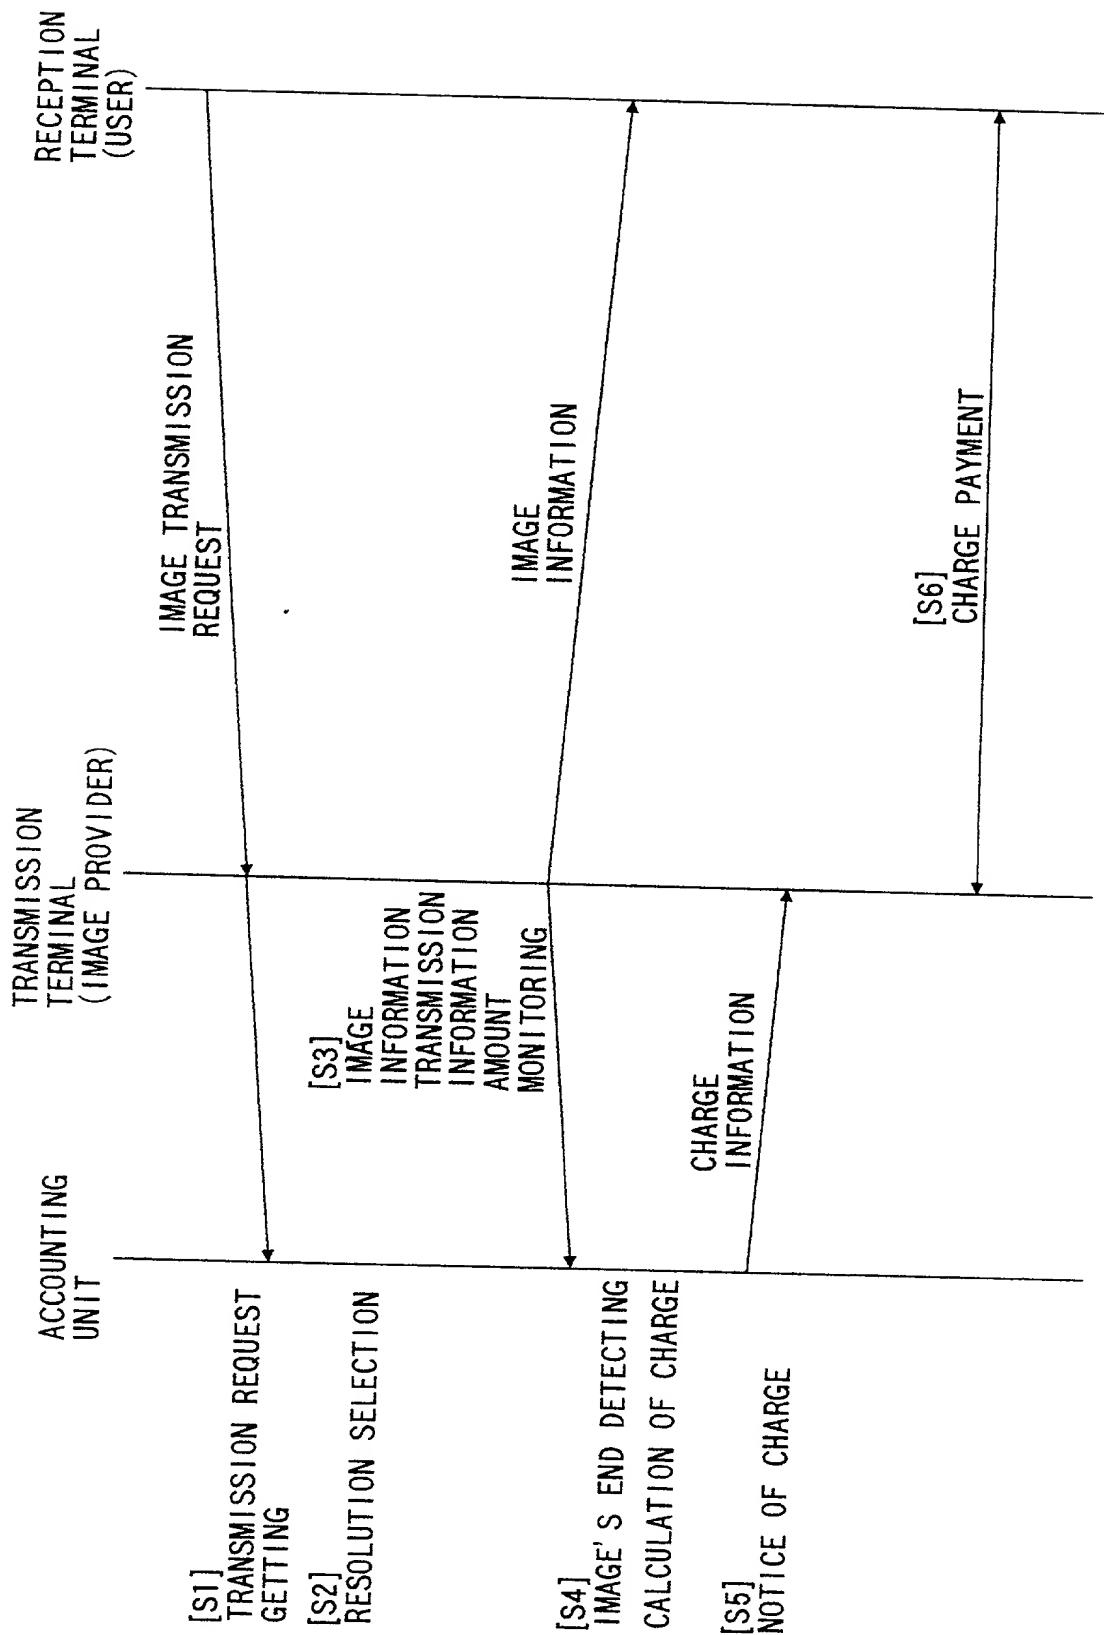 ACCOUNTING
UNIT
TRANSMISSION
TERMINAL
(IMAGE PROVIDER)
RECEPTION
TERMINAL
(USER)
[S1]
TRANSMISSION REQUEST
GETTING
IMAGE TRANSMISSION
REQUEST
[S2]
RESOLUTION SELECTION
[S3]
IMAGE
INFORMATION
TRANSMISSION
INFORMATION
AMOUNT
MONITORING
IMAGE
INFORMATION
[S4]
IMAGE'S END DETECTING
CALCULATION OF CHARGE
CHARGE
INFORMATION
[S5]
NOTICE OF CHARGE
[S6]
CHARGE PAYMENT